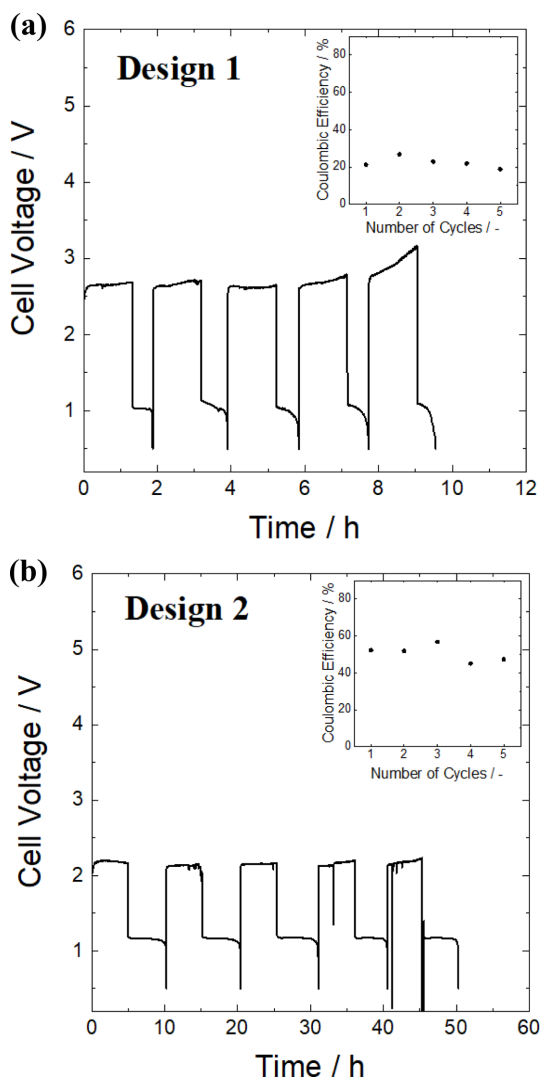 (a)
Design 1
Cell Voltage / V
6
5
4
3
2
1
0 2 4 6 8 10 12
Time / h
Coulombic Efficiency / %
80
60
40
20
0
1 2 3 4 5
Number of Cycles / -
(b)
Design 2
Cell Voltage / V
6
5
4
3
2
1
0 10 20 30 40 50 60
Time / h
Coulombic Efficiency / %
80
60
40
20
0
1 2 3 4 5
Number of Cycles / -